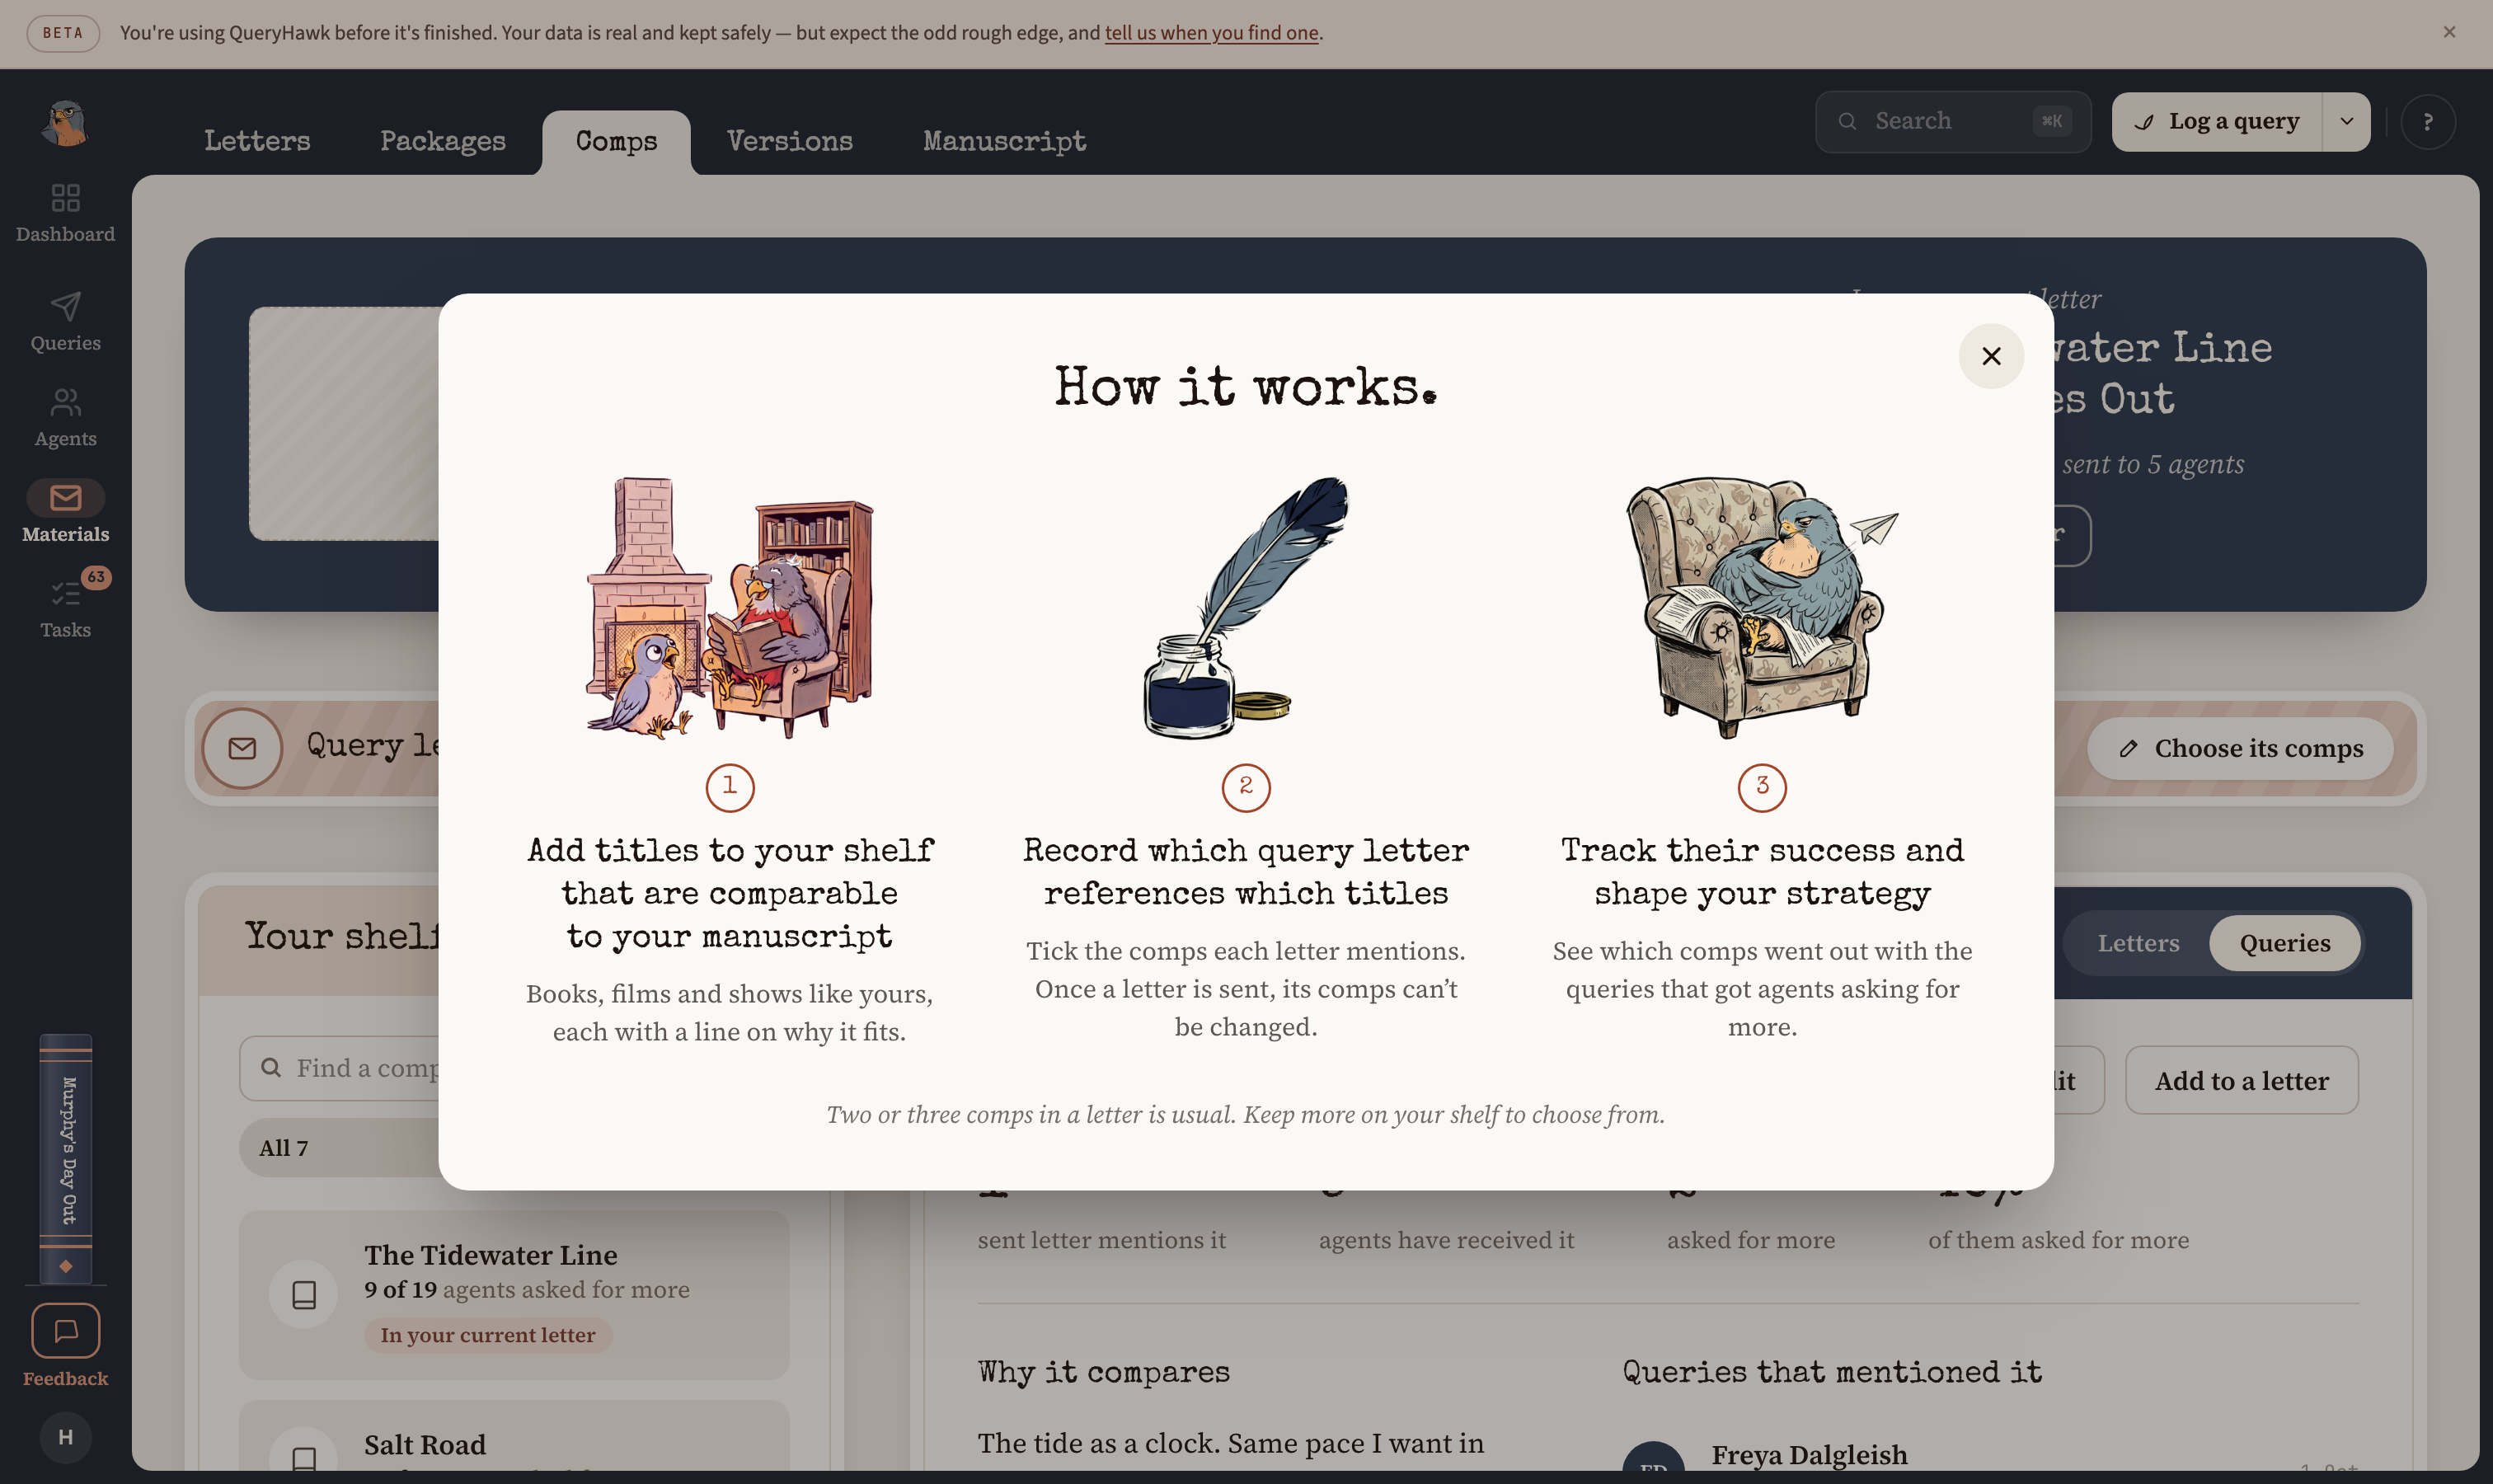 BETA You're using QueryHawk before it's finished. Your data is real and kept safely — but expect the odd rough edge, and tell us when you find one.
Letters Packages Comps Versions Manuscript
Search ⌘K
Log a query
?
Dashboard
Queries
Agents
Materials
63
Tasks
Murphy's Day Out
Feedback
H
letter
Line
Out
sent to 5 agents
Query
Choose its comps
How it works.
1
Add titles to your shelf
that are comparable
to your manuscript
Books, films and shows like yours,
each with a line on why it fits.
2
Record which query letter
references which titles
Tick the comps each letter mentions.
Once a letter is sent, its comps can't
be changed.
3
Track their success and
shape your strategy
See which comps went out with the
queries that got agents asking for
more.
Two or three comps in a letter is usual. Keep more on your shelf to choose from.
Your shelf
Letters Queries
Find a
Add to a letter
All 7
The Tidewater Line
9 of 19 agents asked for more
In your current letter
Salt Road
sent letter mentions it
agents have received it
asked for more
of them asked for more
Why it compares
The tide as a clock. Same pace I want in
Queries that mentioned it
Freya Dalgleish